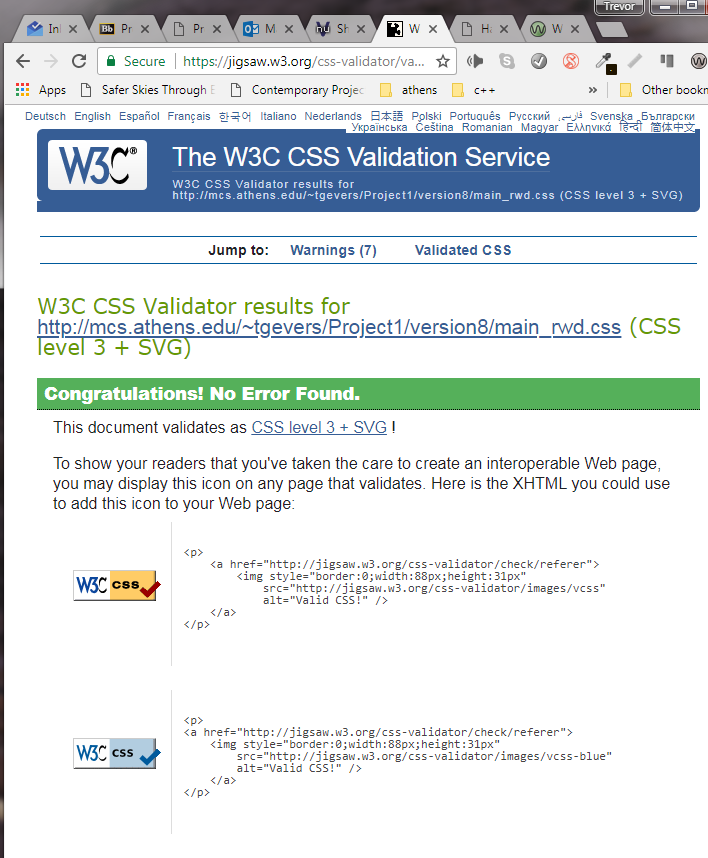 Trevor
In
Bb Pr
Pr
M
Sh
W
Ha
W
Secure https://jigsaw.w3.org/css-validator/va...
Apps Safer Skies Through Contemporary Projec athens c++ » Other bookm
Deutsch English Español Français 한국어 Italiano Nederlands 日本語 Polski Português Русский فارسی Svenska Български
Українська Čeština Romanian Magyar Ελληνικά हिन्दी 简体中文
W3C® The W3C CSS Validation Service
W3C CSS Validator results for
http://mcs.athens.edu/~tgevers/Project1/version8/main_rwd.css (CSS level 3 + SVG)
Jump to: Warnings (7) Validated CSS
W3C CSS Validator results for
http://mcs.athens.edu/~tgevers/Project1/version8/main_rwd.css (CSS
level 3 + SVG)
Congratulations! No Error Found.
This document validates as CSS level 3 + SVG !
To show your readers that you've taken the care to create an interoperable Web page,
you may display this icon on any page that validates. Here is the XHTML you could use
to add this icon to your Web page:
W3C css
<p>
<a href="http://jigsaw.w3.org/css-validator/check/referer">
<img style="border:0;width:88px;height:31px"
src="http://jigsaw.w3.org/css-validator/images/vcss"
alt="Valid CSS!" />
</a>
</p>
W3C css
<p>
<a href="http://jigsaw.w3.org/css-validator/check/referer">
<img style="border:0;width:88px;height:31px"
src="http://jigsaw.w3.org/css-validator/images/vcss-blue"
alt="Valid CSS!" />
</a>
</p>